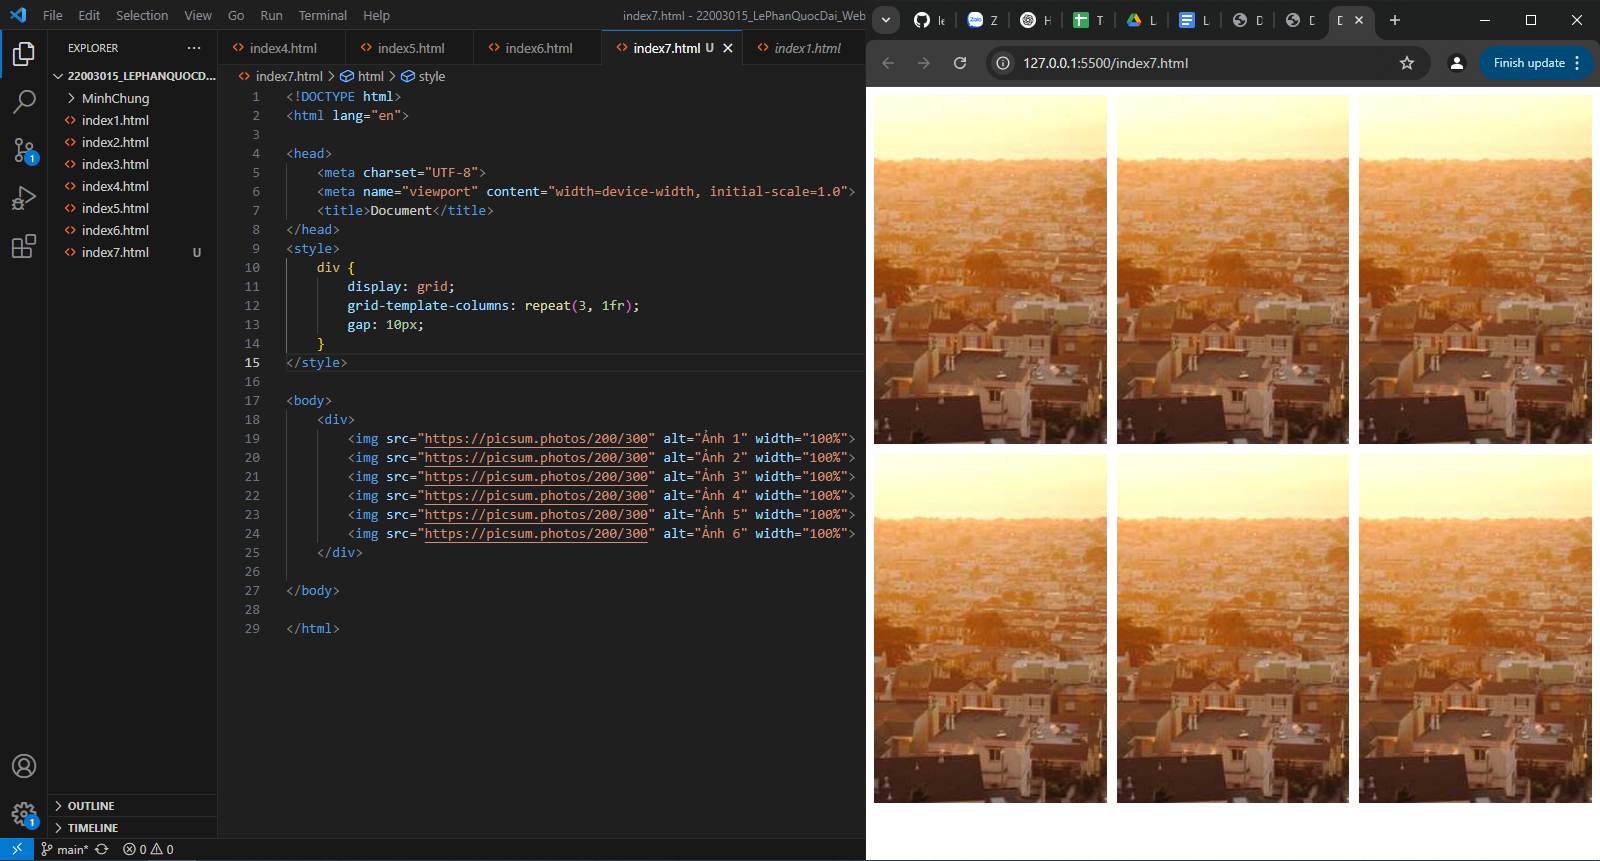 File Edit Selection View Go Run Terminal Help
index7.html - 22003015_LePhanQuocDai_Web
EXPLORER
22003015_LEPHANQUOCD...
MinhChung
index1.html
index2.html
index3.html
index4.html
index5.html
index6.html
index7.html U
OUTLINE
TIMELINE
main* 0 0
1
1
index4.html index5.html index6.html index7.html U index1.html
index7.html > html > style
1 <!DOCTYPE html>
2 <html lang="en">
3
4 <head>
5 <meta charset="UTF-8">
6 <meta name="viewport" content="width=device-width, initial-scale=1.0">
7 <title>Document</title>
8 </head>
9 <style>
10 div {
11 display: grid;
12 grid-template-columns: repeat(3, 1fr);
13 gap: 10px;
14 }
15 </style>
16
17 <body>
18 <div>
19 <img src="https://picsum.photos/200/300" alt="Ảnh 1" width="100%">
20 <img src="https://picsum.photos/200/300" alt="Ảnh 2" width="100%">
21 <img src="https://picsum.photos/200/300" alt="Ảnh 3" width="100%">
22 <img src="https://picsum.photos/200/300" alt="Ảnh 4" width="100%">
23 <img src="https://picsum.photos/200/300" alt="Ảnh 5" width="100%">
24 <img src="https://picsum.photos/200/300" alt="Ảnh 6" width="100%">
25 </div>
26
27 </body>
28
29 </html>
Zalo Z
127.0.0.1:5500/index7.html
Finish update